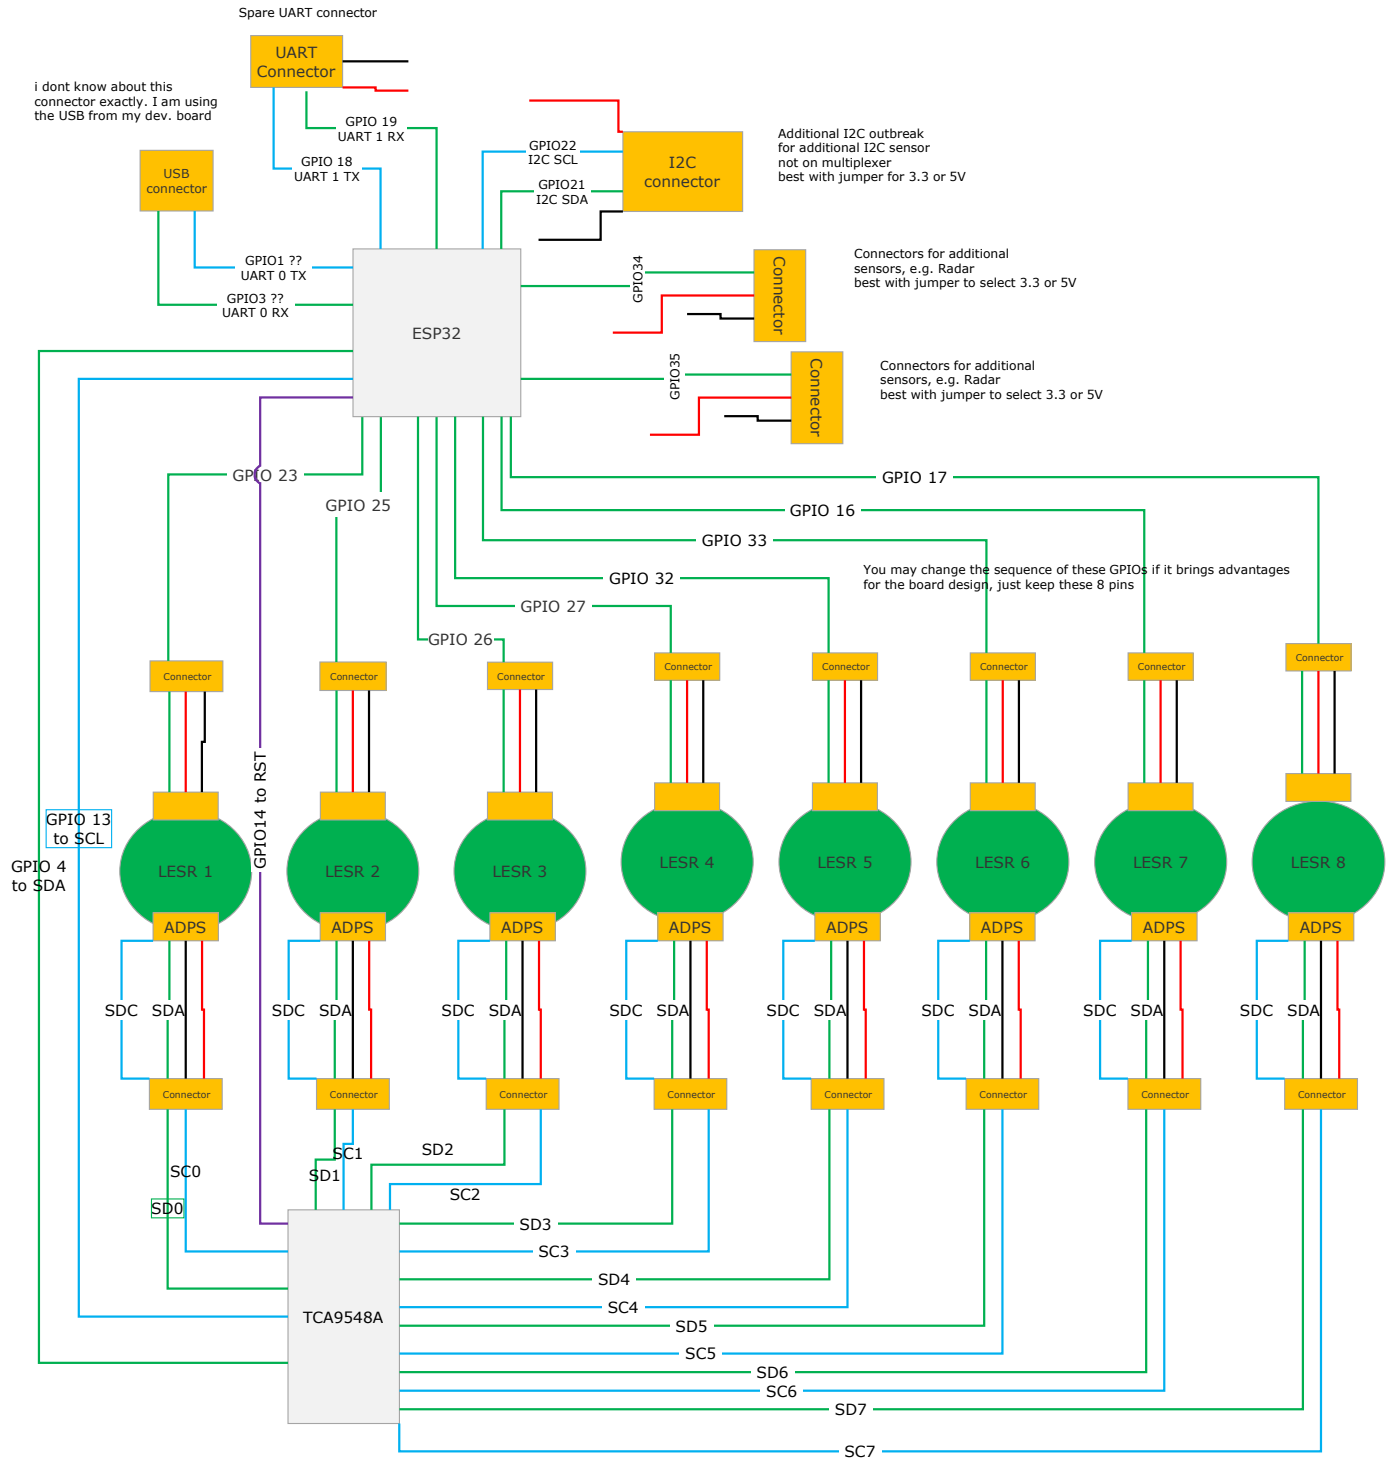 Spare UART connector
UART
Connector
i dont know about this
connector exactly. I am using
the USB from my dev. board
GPIO 19
UART 1 RX
GPIO 18
UART 1 TX
USB
connector
GPIO22
I2C SCL
GPIO21
I2C SDA
I2C
connector
Additional I2C outbreak
for additional I2C sensor
not on multiplexer
best with jumper for 3.3 or 5V
GPIO1 ??
UART 0 TX
GPIO3 ??
UART 0 RX
ESP32
GPIO34
Connector
Connectors for additional
sensors, e.g. Radar
best with jumper to select 3.3 or 5V
GPIO35
Connector
Connectors for additional
sensors, e.g. Radar
best with jumper to select 3.3 or 5V
GPIO 23
GPIO 25
GPIO 17
GPIO 16
GPIO 33
GPIO 32
GPIO 27
GPIO 26
You may change the sequence of these GPIOs if it brings advantages
for the board design, just keep these 8 pins
Connector
Connector
Connector
Connector
Connector
Connector
Connector
Connector
GPIO14 to RST
GPIO 13
to SCL
GPIO 4
to SDA
LESR 1
LESR 2
LESR 3
LESR 4
LESR 5
LESR 6
LESR 7
LESR 8
ADPS
ADPS
ADPS
ADPS
ADPS
ADPS
ADPS
ADPS
SDC
SDA
SDC
SDA
SDC
SDA
SDC
SDA
SDC
SDA
SDC
SDA
SDC
SDA
SDC
SDA
Connector
Connector
Connector
Connector
Connector
Connector
Connector
Connector
SC0
SD0
SC1
SD1
SD2
SC2
SD3
SC3
SD4
SC4
SD5
SC5
SD6
SC6
SD7
SC7
TCA9548A